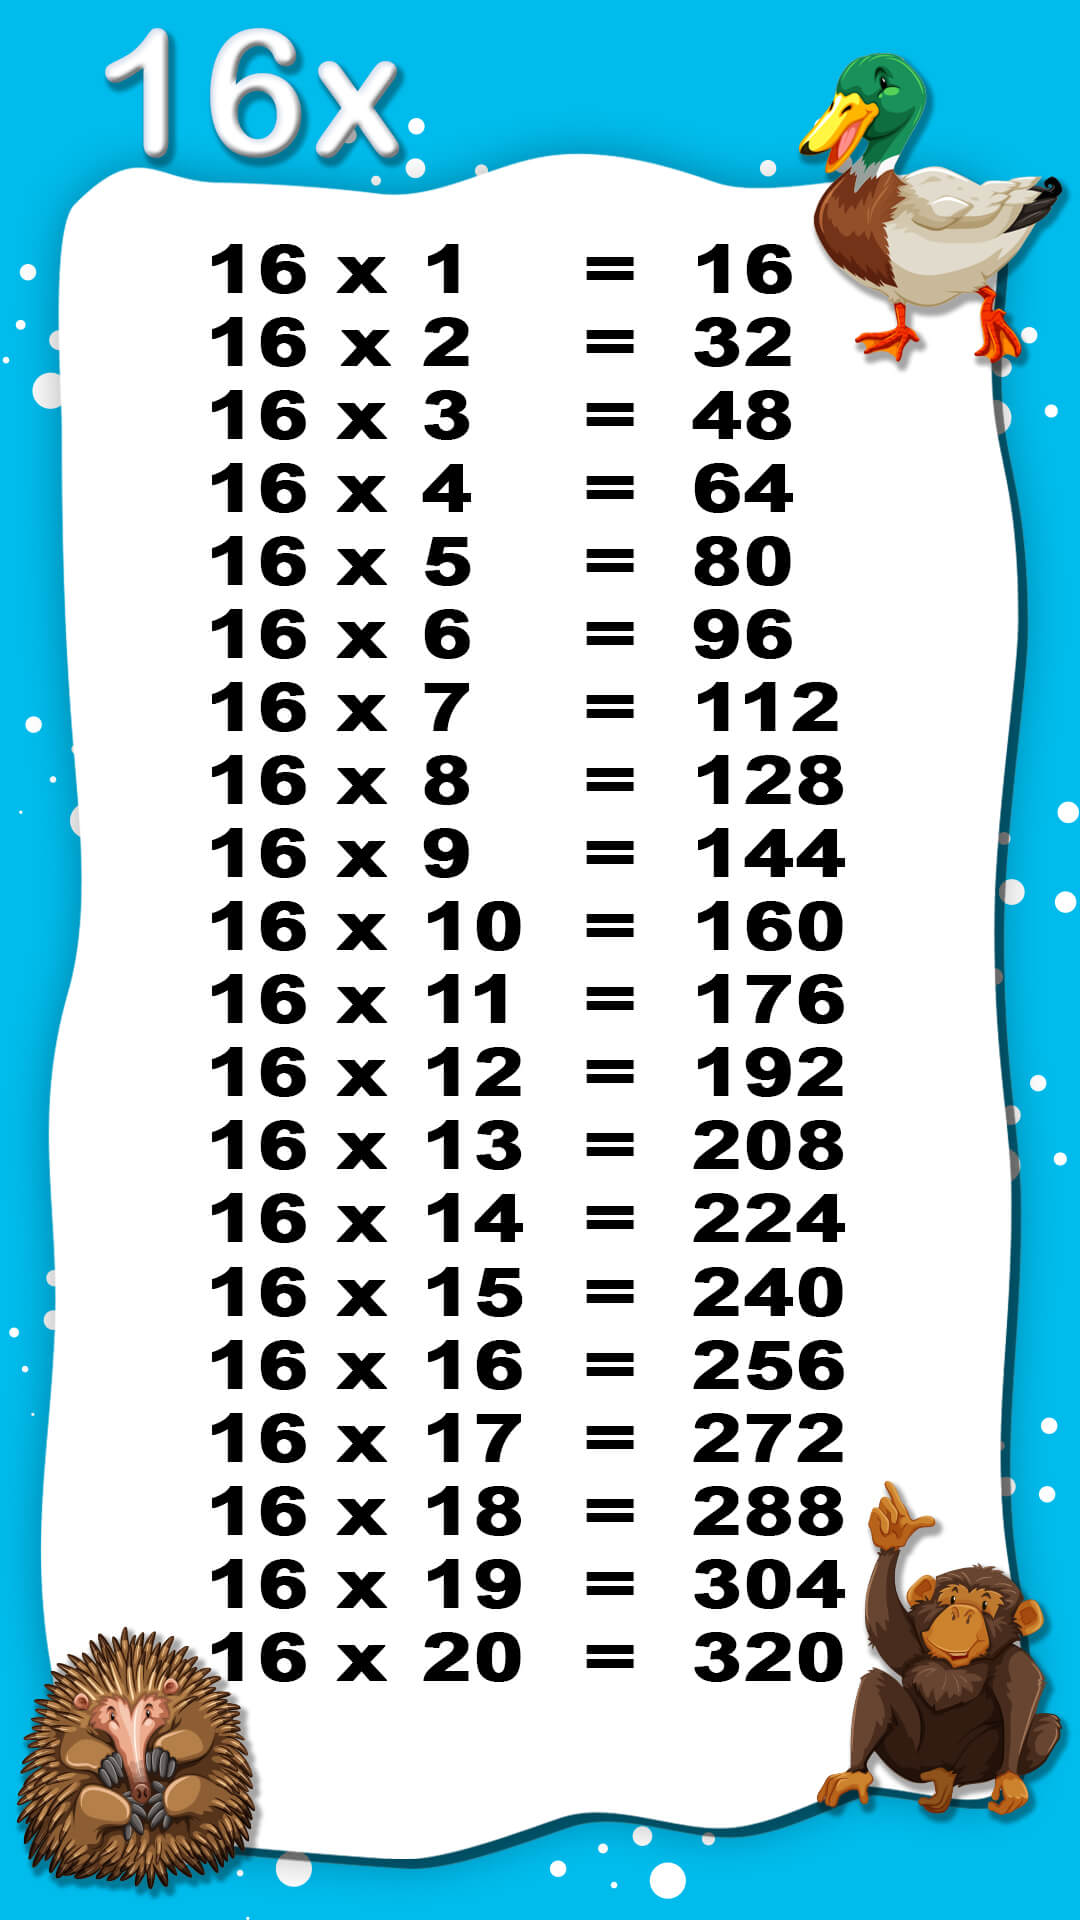 16x
16 x 1 = 16
16 x 2 = 32
16 x 3 = 48
16 x 4 = 64
16 x 5 = 80
16 x 6 = 96
16 x 7 = 112
16 x 8 = 128
16 x 9 = 144
16 x 10 = 160
16 x 11 = 176
16 x 12 = 192
16 x 13 = 208
16 x 14 = 224
16 x 15 = 240
16 x 16 = 256
16 x 17 = 272
16 x 18 = 288
16 x 19 = 304
16 x 20 = 320